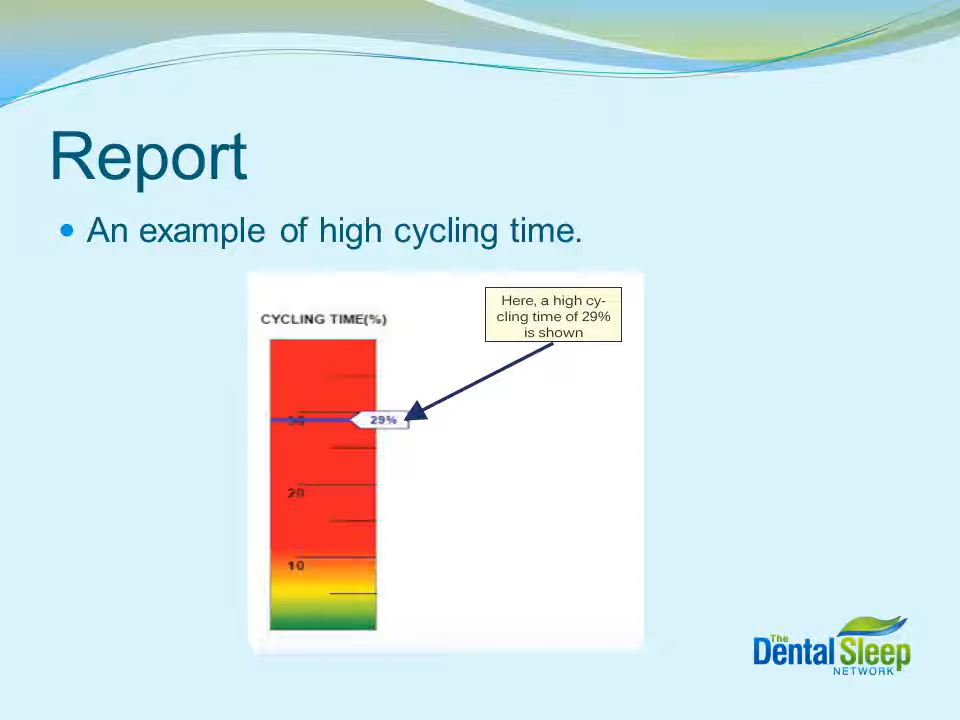 Report
An example of high cycling time.
Here, a high cy-
cling time of 29%
is shown
CYCLING TIME(%)
30
29%
20
10
The
Dental Sleep
NETWORK